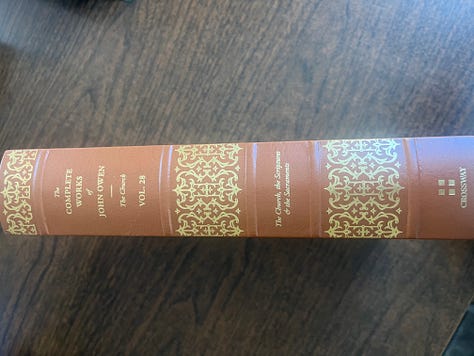 The
COMPLETE
WORKS
of
JOHN OWEN
The Church
VOL. 28
The Church, the Scriptures
& the Sacraments
CROSSWAY